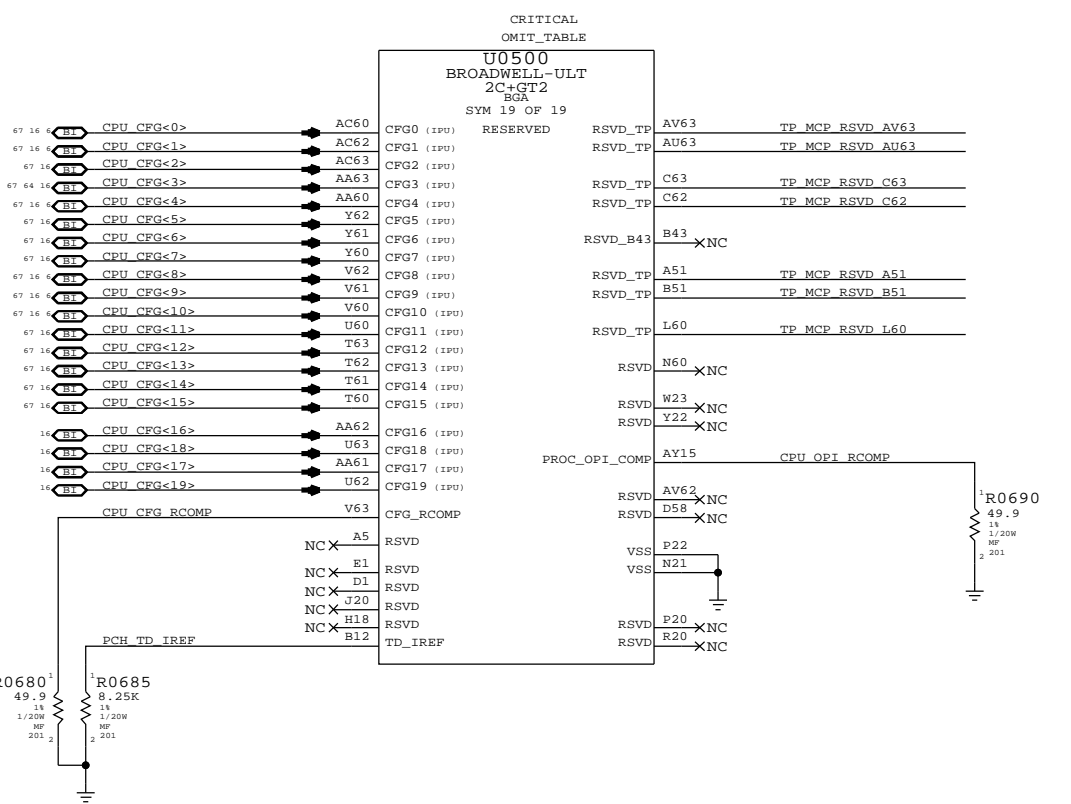 CRITICAL
OMIT_TABLE
U0500
BROADWELL-ULT
2C+GT2
BGA
SYM 19 OF 19
RESERVED
67 16 6 BI CPU_CFG<0> AC60 CFG0 (IPU)
67 16 6 BI CPU_CFG<1> AC62 CFG1 (IPU)
67 16 BI CPU_CFG<2> AC63 CFG2 (IPU)
67 64 16 BI CPU_CFG<3> AA63 CFG3 (IPU)
67 16 BI CPU_CFG<4> AA60 CFG4 (IPU)
67 16 BI CPU_CFG<5> Y62 CFG5 (IPU)
67 16 BI CPU_CFG<6> Y61 CFG6 (IPU)
67 16 BI CPU_CFG<7> Y60 CFG7 (IPU)
67 16 6 BI CPU_CFG<8> V62 CFG8 (IPU)
67 16 6 BI CPU_CFG<9> V61 CFG9 (IPU)
67 16 6 BI CPU_CFG<10> V60 CFG10 (IPU)
67 16 BI CPU_CFG<11> U60 CFG11 (IPU)
67 16 BI CPU_CFG<12> T63 CFG12 (IPU)
67 16 BI CPU_CFG<13> T62 CFG13 (IPU)
67 16 BI CPU_CFG<14> T61 CFG14 (IPU)
67 16 BI CPU_CFG<15> T60 CFG15 (IPU)
16 BI CPU_CFG<16> AA62 CFG16 (IPU)
16 BI CPU_CFG<18> U63 CFG18 (IPU)
16 BI CPU_CFG<17> AA61 CFG17 (IPU)
16 BI CPU_CFG<19> U62 CFG19 (IPU)
CPU_CFG_RCOMP V63 CFG_RCOMP
NC A5 RSVD
NC E1 RSVD
NC D1 RSVD
NC J20 RSVD
NC H18 RSVD
PCH_TD_IREF B12 TD_IREF
RSVD_TP AV63 TP_MCP_RSVD_AV63
RSVD_TP AU63 TP_MCP_RSVD_AU63
RSVD_TP C63 TP_MCP_RSVD_C63
RSVD_TP C62 TP_MCP_RSVD_C62
RSVD_B43 B43 NC
RSVD_TP A51 TP_MCP_RSVD_A51
RSVD_TP B51 TP_MCP_RSVD_B51
RSVD_TP L60 TP_MCP_RSVD_L60
RSVD N60 NC
RSVD W23 NC
RSVD Y22 NC
PROC_OPI_COMP AY15 CPU_OPI_RCOMP
RSVD AV62 NC
RSVD D58 NC
VSS P22
VSS N21
RSVD P20 NC
RSVD R20 NC
1 R0690
49.9
1%
1/20W
MF
201
2
R0680 1
49.9
1%
1/20W
MF
201 2
1 R0685
8.25K
1%
1/20W
MF
2 201